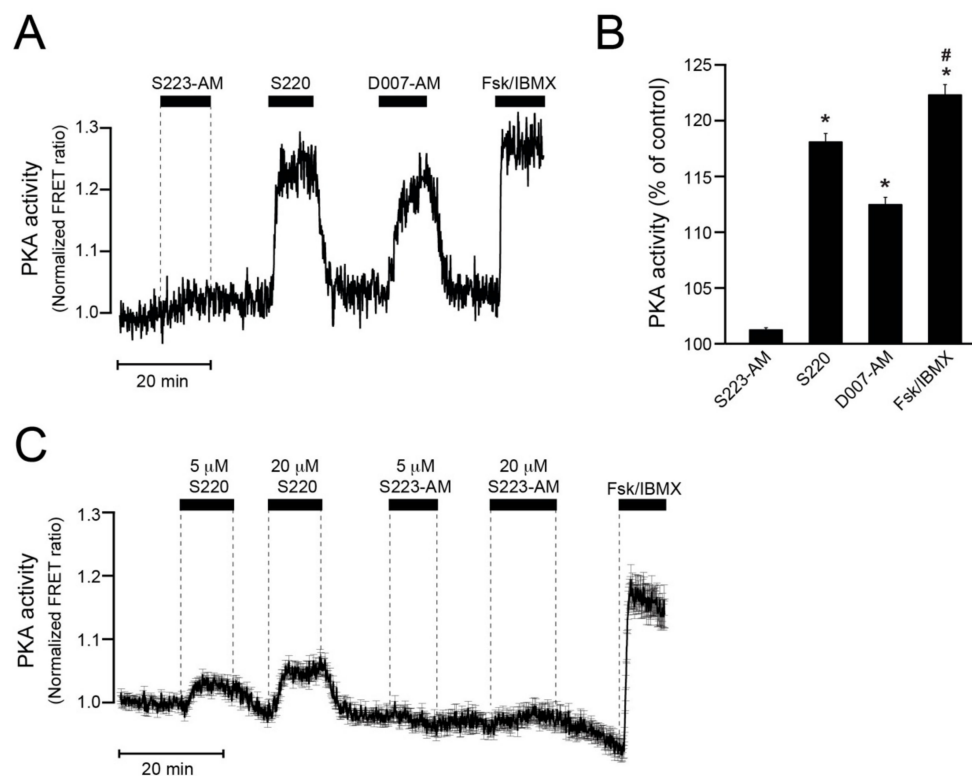 A
S223-AM S220 D007-AM Fsk/IBMX
1.3
1.2
1.1
1.0
PKA activity
(Normalized FRET ratio)
20 min
B
# 
*
*
*
125
120
115
110
105
100
PKA activity (% of control)
S223-AM
S220
D007-AM
Fsk/IBMX
C
5 μM 20 μM 5 μM 20 μM
S220 S220 S223-AM S223-AM Fsk/IBMX
1.3
1.2
1.1
1.0
PKA activity
(Normalized FRET ratio)
20 min